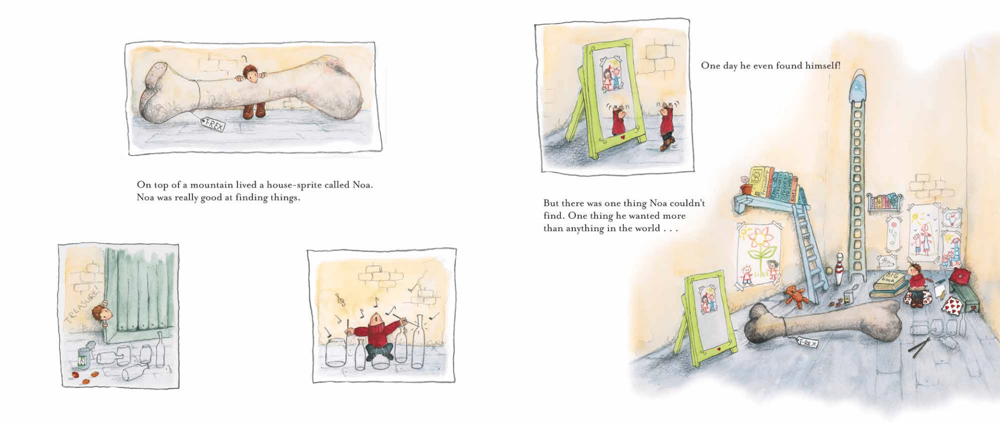 ?
T-REX
On top of a mountain lived a house-sprite called Noa.
Noa was really good at finding things.
TREASURE!
One day he even found himself!
But there was one thing Noa couldn't
find. One thing he wanted more
than anything in the world . . .
Friendship
BIG
book
T-REX